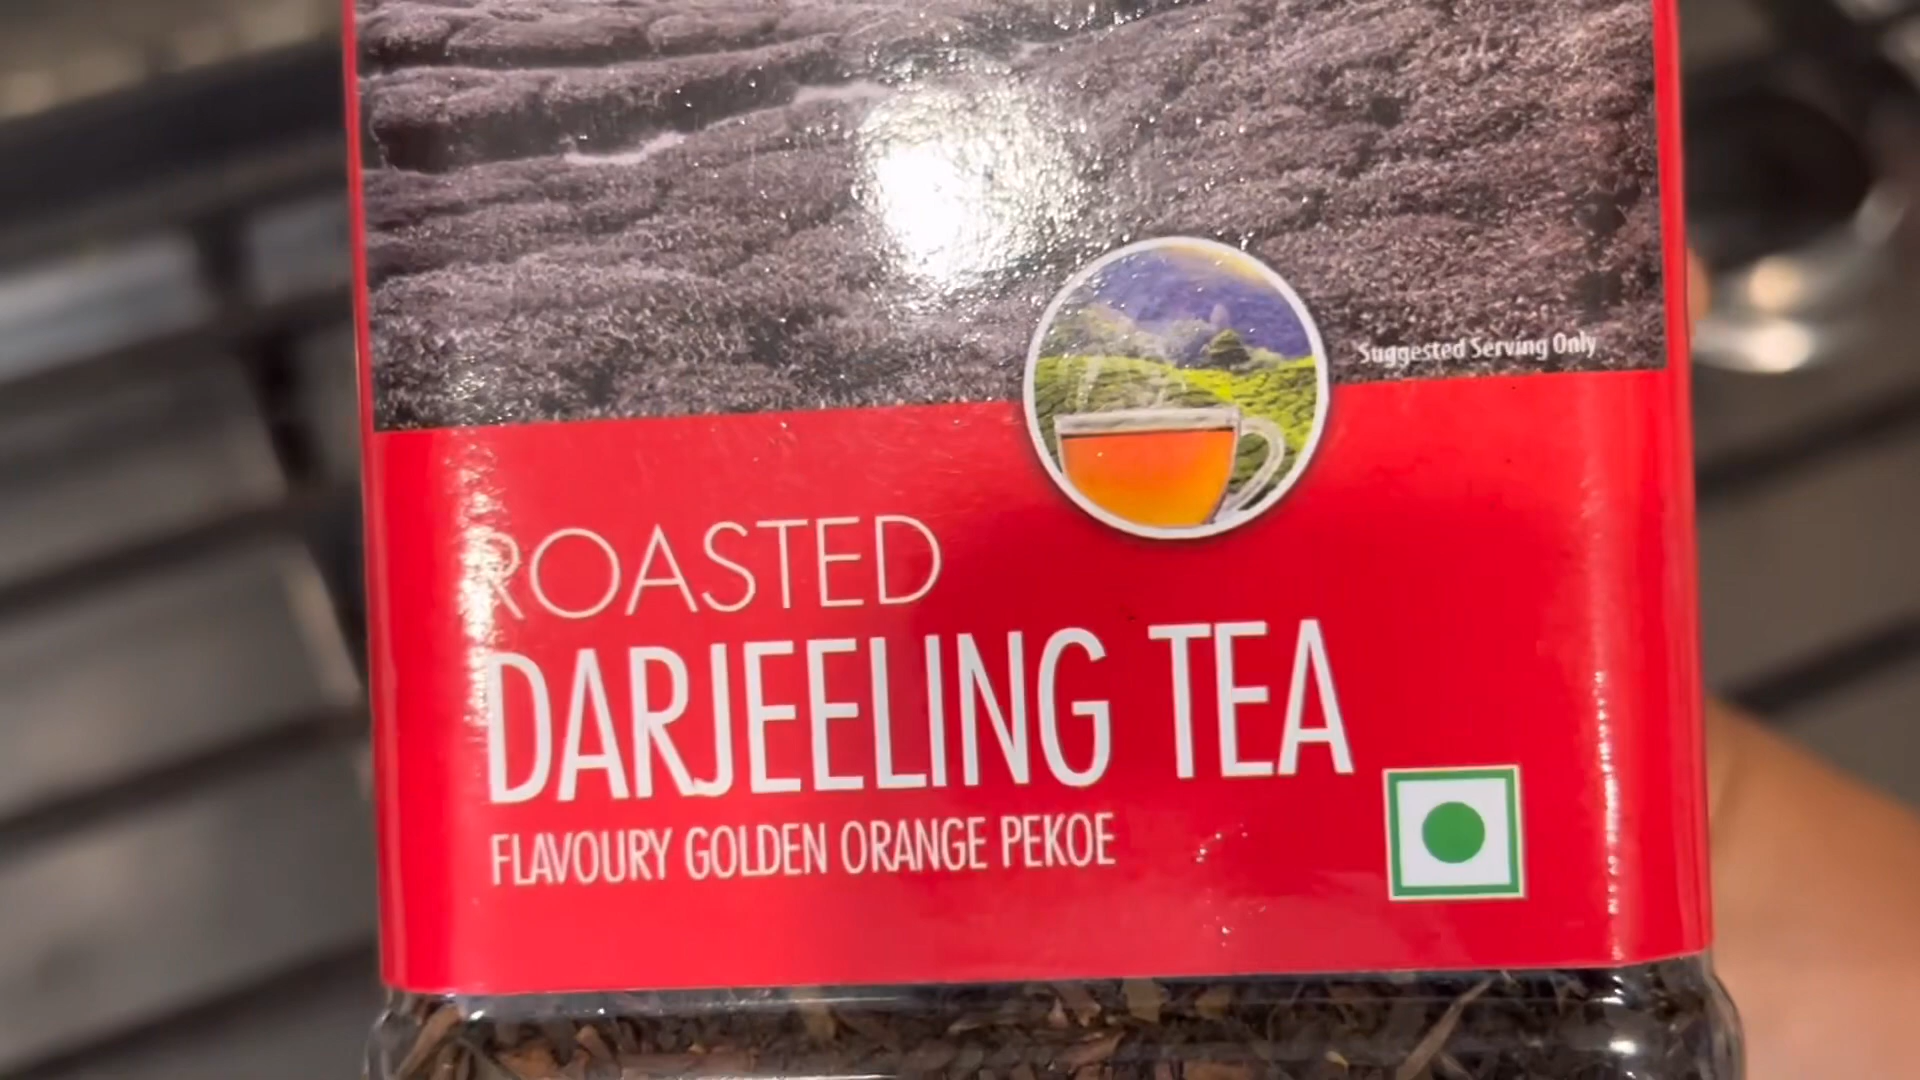 Suggested Serving Only
ROASTED
DARJEELING TEA
FLAVOURY GOLDEN ORANGE PEKOE